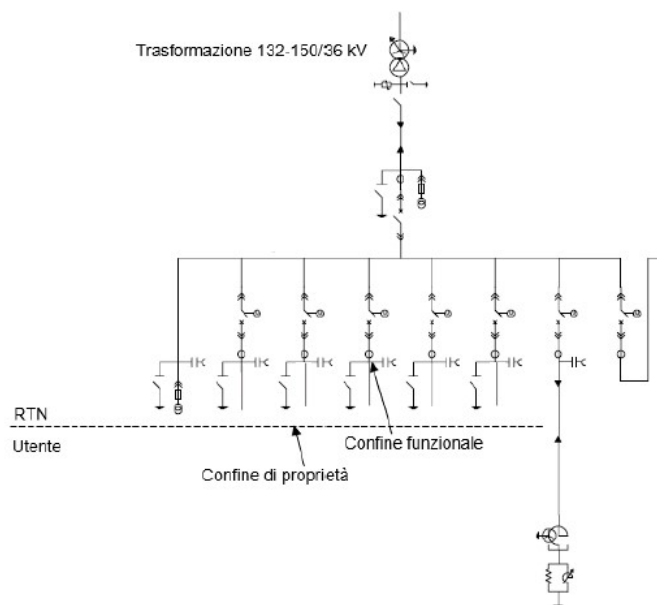 Trasformazione 132-150/36 kV
RTN
Utente
Confine funzionale
Confine di proprietà